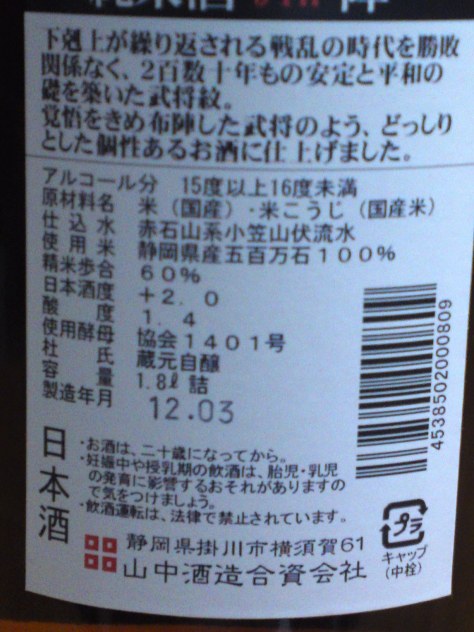 純米酒 陣
下剋上が繰り返される戦乱の時代を勝敗
関係なく、2百数十年もの安定と平和の
礎を築いた武将紋。
覚悟をきめ布陣した武将のよう、どっしり
とした個性あるお酒に仕上げました。
アルコール分 15度以上16度未満
原材料名 米(国産)・米こうじ(国産米)
仕込水 赤石山系小笠山伏流水
使用米 静岡県産五百万石100%
精米歩合 60%
日本酒度 +2.0
酸度 1.4
使用酵母 協会1401号
杜氏 蔵元自醸
容量 1.8ℓ詰
製造年月 12.03
4538502000809
日本酒
・お酒は、二十歳になってから。
・妊娠中や授乳期の飲酒は、胎児・乳児
の発育に影響するおそれがありますの
で気をつけましょう。
・飲酒運転は、法律で禁止されています。
プラ
キャップ
(中栓)
静岡県掛川市横須賀61
山中酒造合資会社